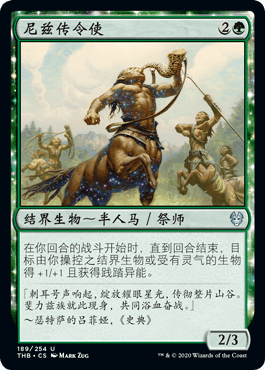 尼兹传令使 2
结界生物～半人马／祭师
在你回合的战斗开始时，直到回合结束，目
标由你操控之结界生物或受有灵气的生物
得+1/+1且获得践踏异能。
「刺耳号声响起，绽放耀眼星光，传彻整片山谷。
斐力兹族就此现身，共同浴血奋战。」
～瑟特萨的吕菲娅，《史典》
2/3
189/254 U
THB • CS MARK ZUG
™ & © 2020 Wizards of the Coast